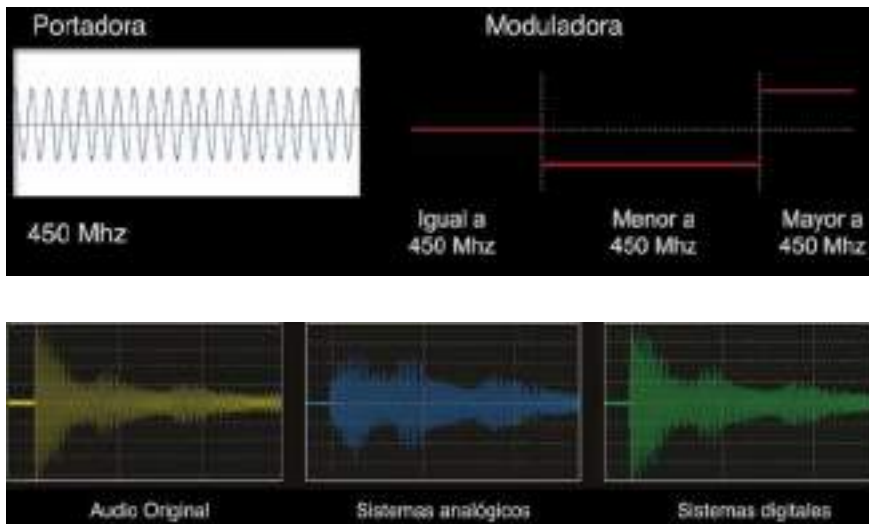 Portadora
Moduladora
450 Mhz
Igual a
450 Mhz
Menor a
450 Mhz
Mayor a
450 Mhz
Audio Original
Sistemas analógicos
Sistemas digitales